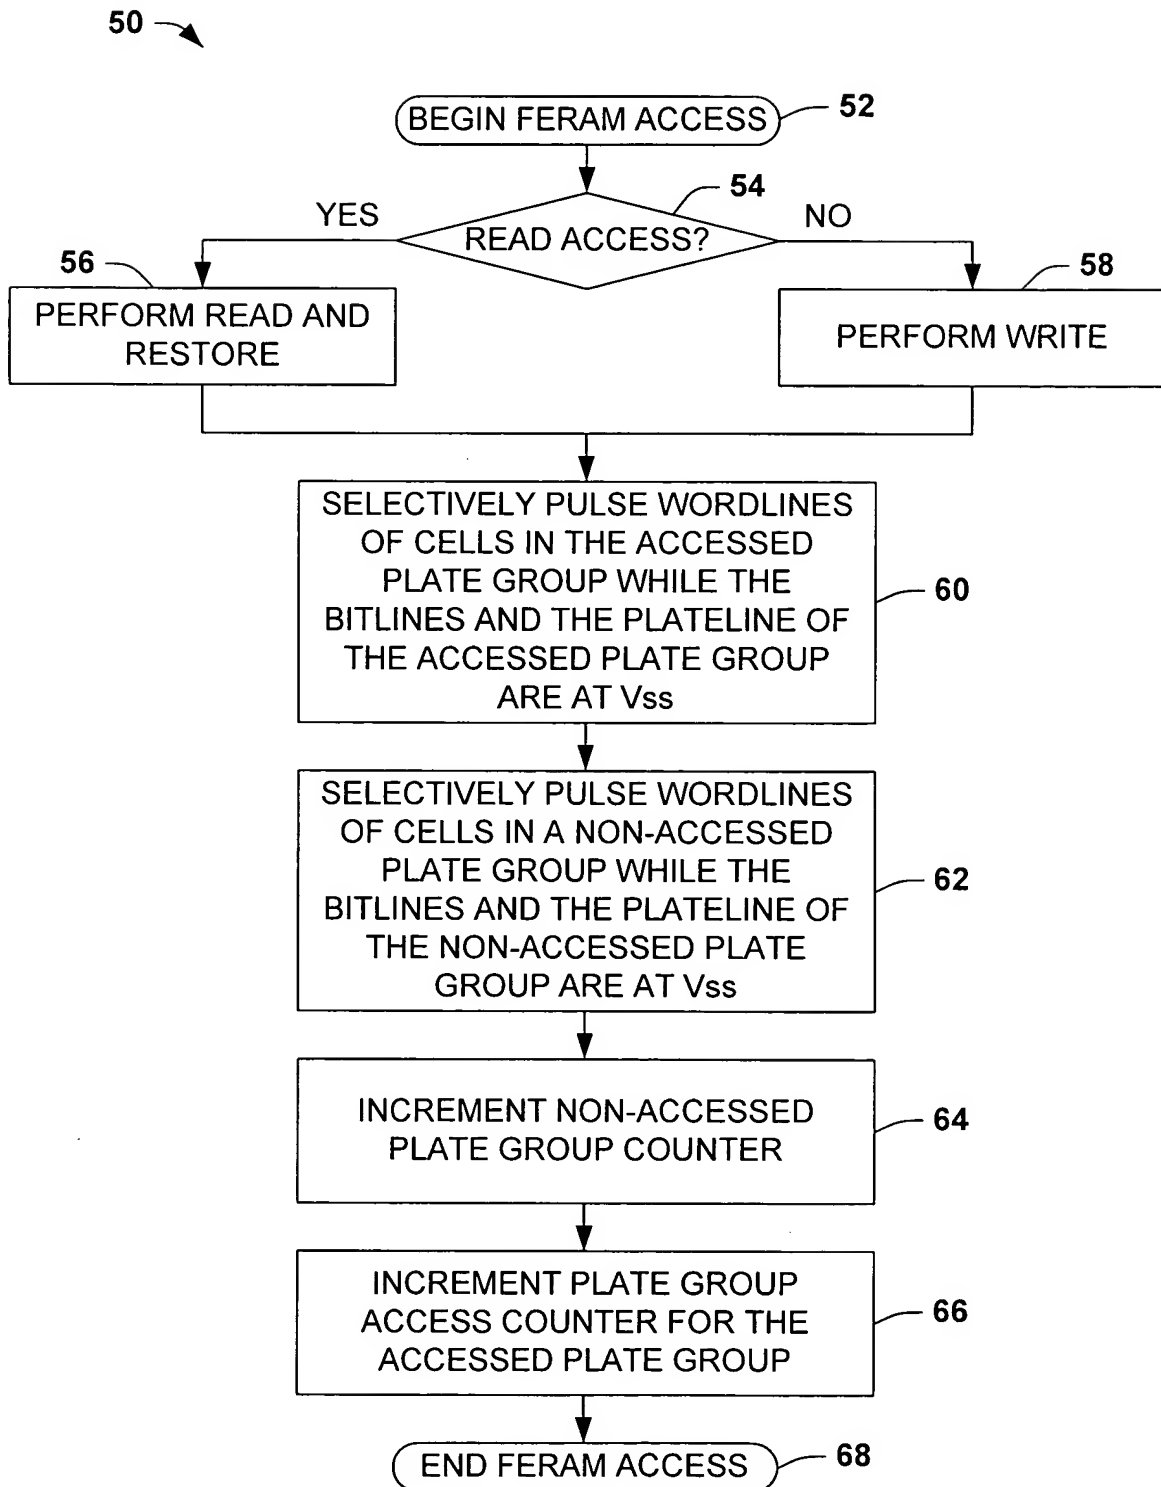 50
BEGIN FERAM ACCESS
52
54
YES
READ ACCESS?
NO
56
58
PERFORM READ AND
RESTORE
PERFORM WRITE
SELECTIVELY PULSE WORDLINES
OF CELLS IN THE ACCESSED
PLATE GROUP WHILE THE
BITLINES AND THE PLATELINE OF
THE ACCESSED PLATE GROUP
ARE AT Vss
60
SELECTIVELY PULSE WORDLINES
OF CELLS IN A NON-ACCESSED
PLATE GROUP WHILE THE
BITLINES AND THE PLATELINE OF
THE NON-ACCESSED PLATE
GROUP ARE AT Vss
62
INCREMENT NON-ACCESSED
PLATE GROUP COUNTER
64
INCREMENT PLATE GROUP
ACCESS COUNTER FOR THE
ACCESSED PLATE GROUP
66
END FERAM ACCESS
68